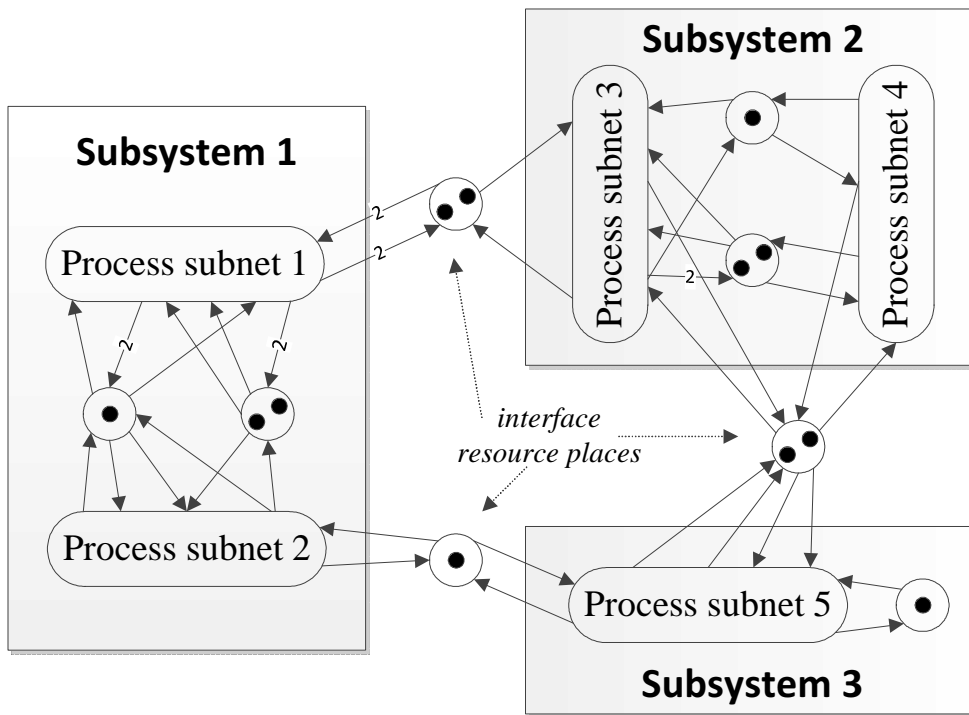 Subsystem 1
Process subnet 1
2
2
2
2
Process subnet 2
Subsystem 2
Process subnet 3
Process subnet 4
2
interface
resource places
Process subnet 5
Subsystem 3